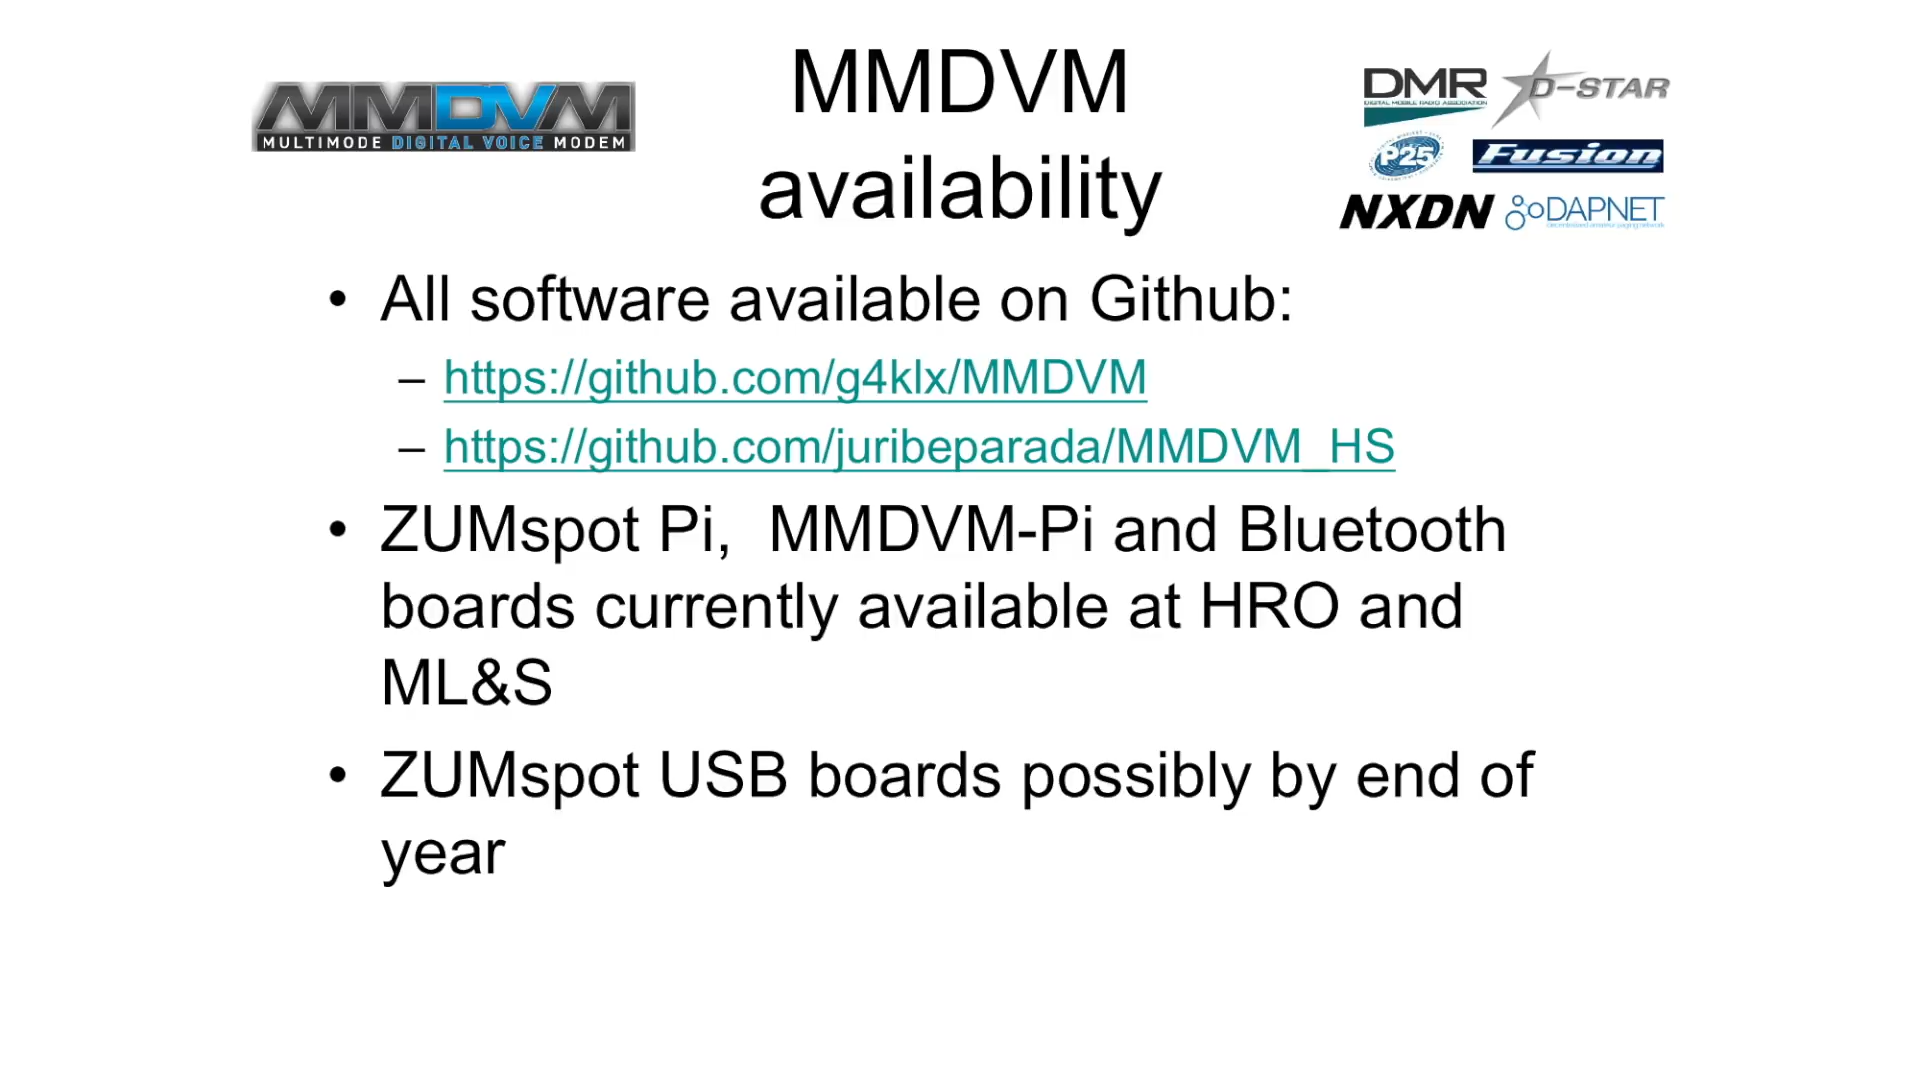 MMDVM
MULTIMODE DIGITAL VOICE MODEM
MMDVM
availability
DMR
DIGITAL MOBILE RADIO ASSOCIATION
D-STAR
P25
Fusion
NXDN
DAPNET
• All software available on Github:
– https://github.com/g4klx/MMDVM
– https://github.com/juribeparada/MMDVM_HS
• ZUMspot Pi,  MMDVM-Pi and Bluetooth
boards currently available at HRO and
ML&S
• ZUMspot USB boards possibly by end of
year